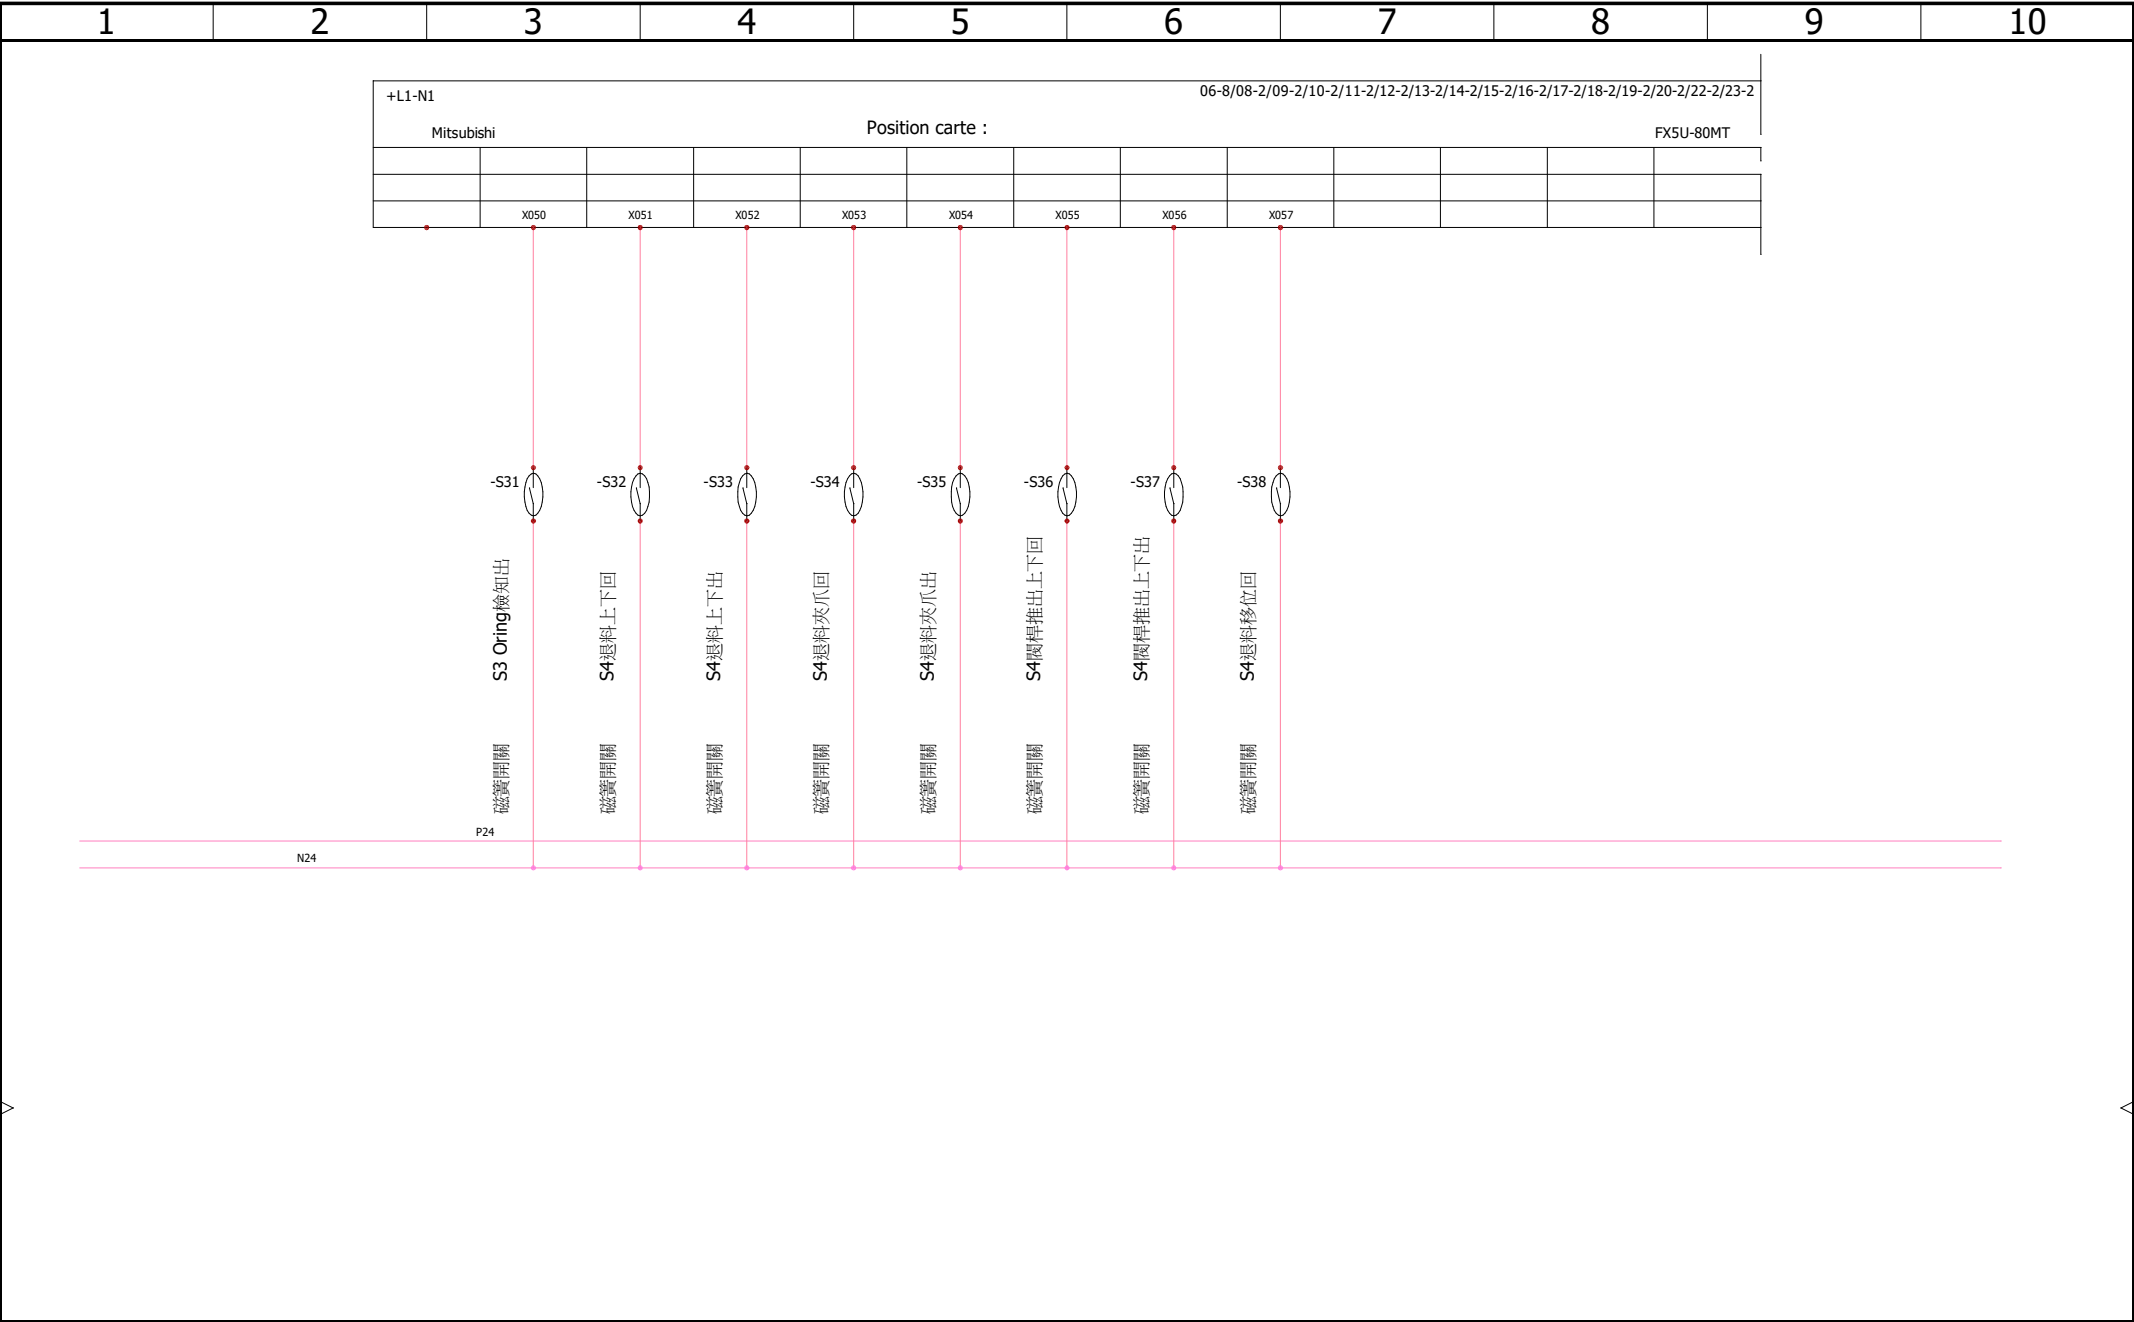 1 2 3 4 5 6 7 8 9 10
+L1-N1 06-8/08-2/09-2/10-2/11-2/12-2/13-2/14-2/15-2/16-2/17-2/18-2/19-2/20-2/22-2/23-2
Mitsubishi Position carte : FX5U-80MT
X050 X051 X052 X053 X054 X055 X056 X057
-S31 -S32 -S33 -S34 -S35 -S36 -S37 -S38
磁簧開關 S3 Oring檢知出
磁簧開關 S4退料上下回
磁簧開關 S4退料上下出
磁簧開關 S4退料夾爪回
磁簧開關 S4退料夾爪出
磁簧開關 S4閥桿推出上下回
磁簧開關 S4閥桿推出上下出
磁簧開關 S4退料移位回
P24
N24